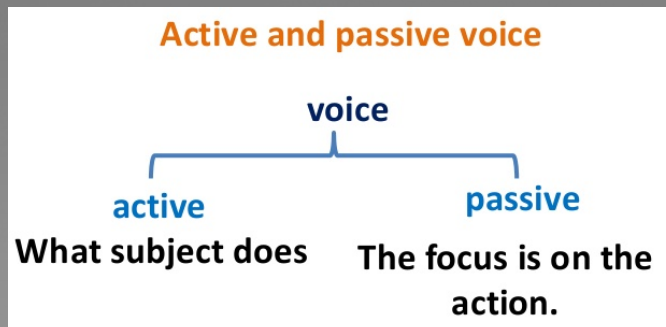 Active and passive voice
voice
active
What subject does
passive
The focus is on the
action.